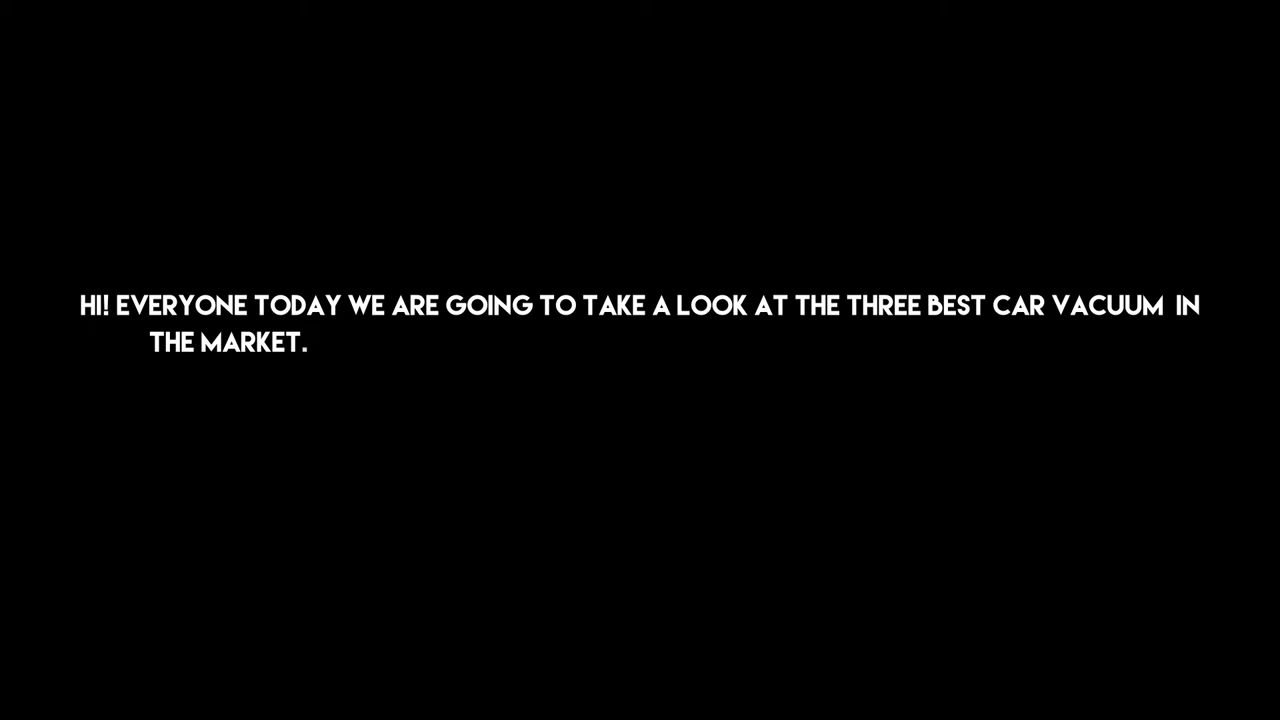 HI! EVERYONE TODAY WE ARE GOING TO TAKE A LOOK AT THE THREE BEST CAR VACUUM IN
THE MARKET.